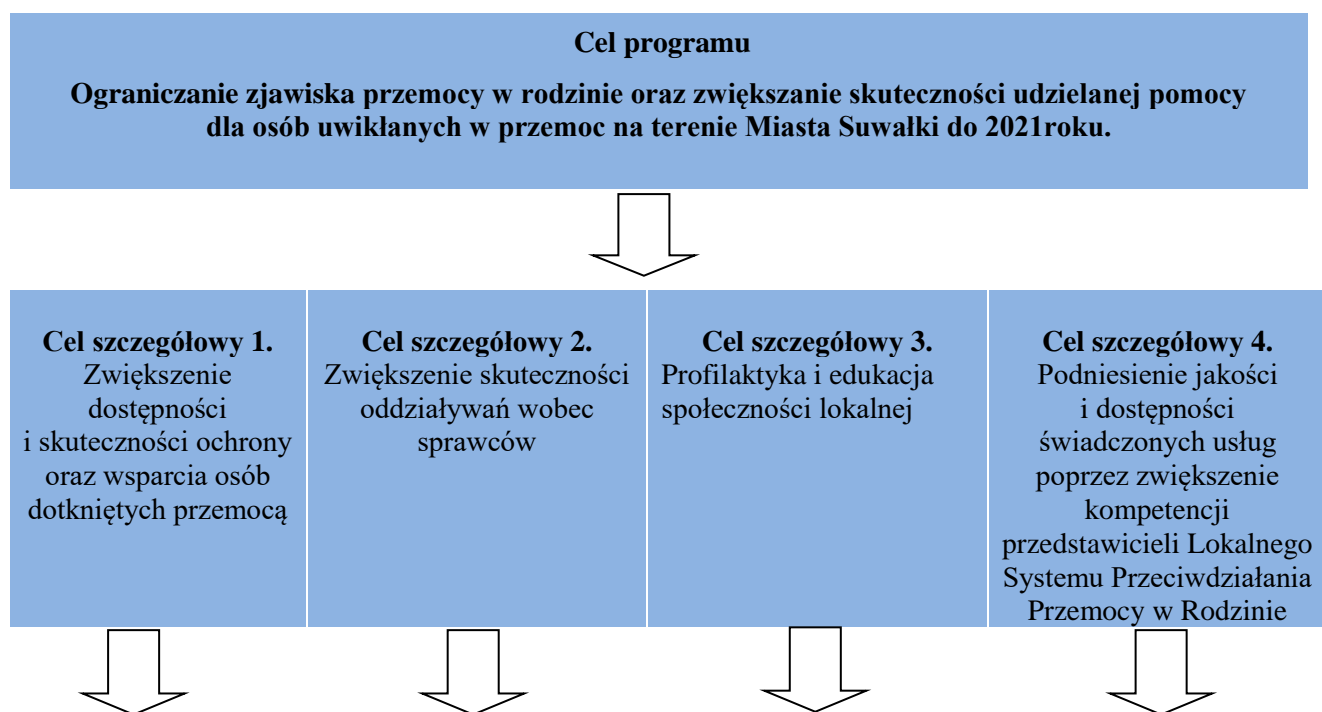 Cel programu
Ograniczanie zjawiska przemocy w rodzinie oraz zwiększanie skuteczności udzielanej pomocy
dla osób uwikłanych w przemoc na terenie Miasta Suwałki do 2021roku.
Cel szczegółowy 1.
Zwiększenie
dostępności
i skuteczności ochrony
oraz wsparcia osób
dotkniętych przemocą
Cel szczegółowy 2.
Zwiększenie skuteczności
oddziaływań wobec
sprawców
Cel szczegółowy 3.
Profilaktyka i edukacja
społeczności lokalnej
Cel szczegółowy 4.
Podniesienie jakości
i dostępności
świadczonych usług
poprzez zwiększenie
kompetencji
przedstawicieli Lokalnego
Systemu Przeciwdziałania
Przemocy w Rodzinie